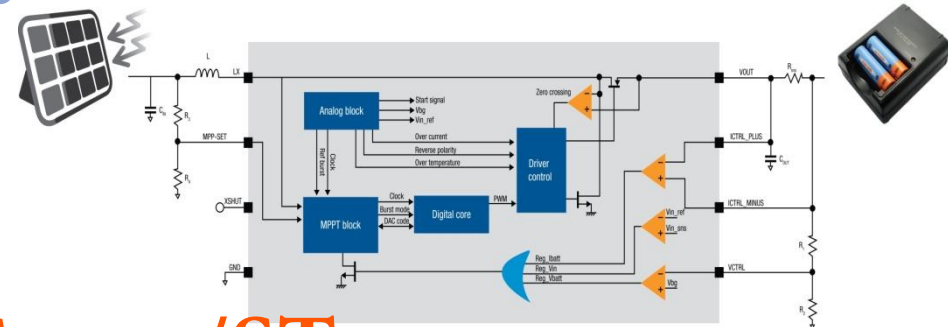 L
LX
VOUT
Zero crossing
Start signal
Vbg
Vin_ref
Analog block
C
R
MPP-SET
ICTRL_PLUS
Over current
Reverse polarity
Over temperature
Clock
Ref burst
Driver
control
C OUT
R
XSHUT
Clock
Burst mode
DAC code
MPPT block
Digital core
PWM
ICTRL_MINUS
Vin_ref
Vin_sns
R
GND
Reg_Ibatt
Reg_Vin
Reg_Vbatt
VCTRL
Vbg
R